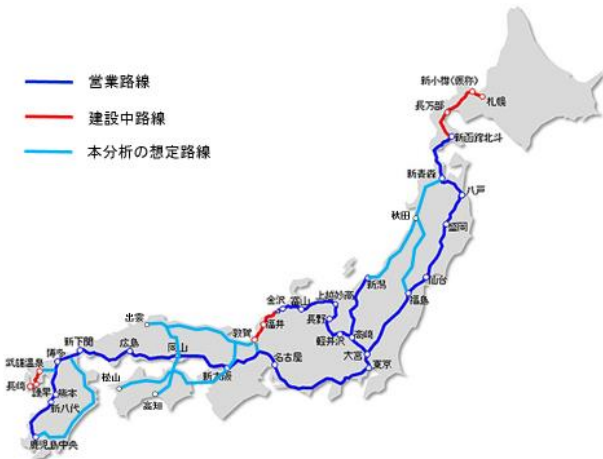 営業路線
建設中路線
本分析の想定路線
新小樽(仮称)
長万部
札幌
新函館北斗
新青森
八戸
秋田
盛岡
仙台
新潟
福島
金沢
富山
上越妙高
福井
長野
軽井沢
高崎
大宮
東京
出雲
敦賀
岡山
名古屋
新大阪
広島
新下関
博多
松山
高知
武雄温泉
長崎
諫早
熊本
新八代
鹿児島中央